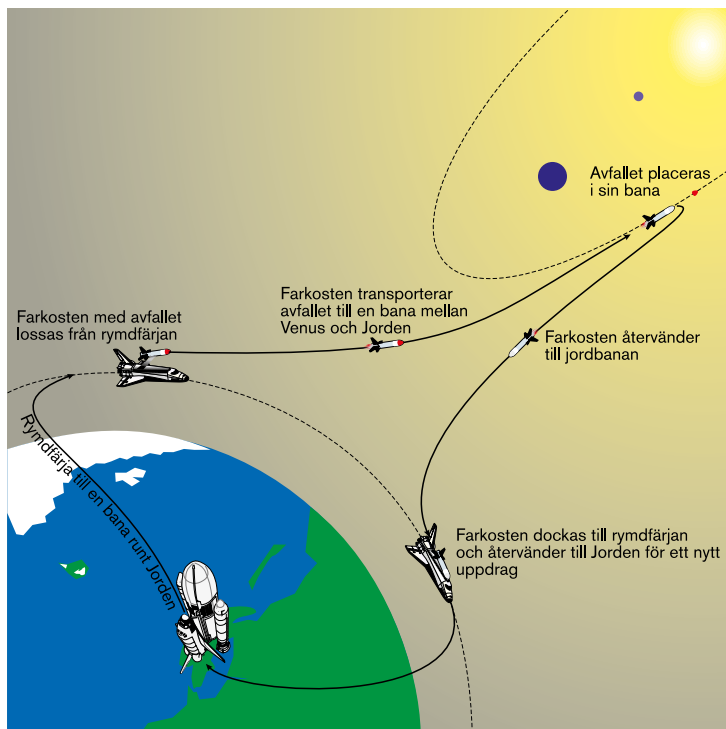 Avfallet placeras
i sin bana
Farkosten transporterar
avfallet till en bana mellan
Venus och Jorden
Farkosten med avfallet
lossas från rymdfärjan
Farkosten återvänder
till jordbanan
Rymdfärja till en bana runt Jorden
Farkosten dockas till rymdfärjan
och återvänder till Jorden för ett nytt
uppdrag